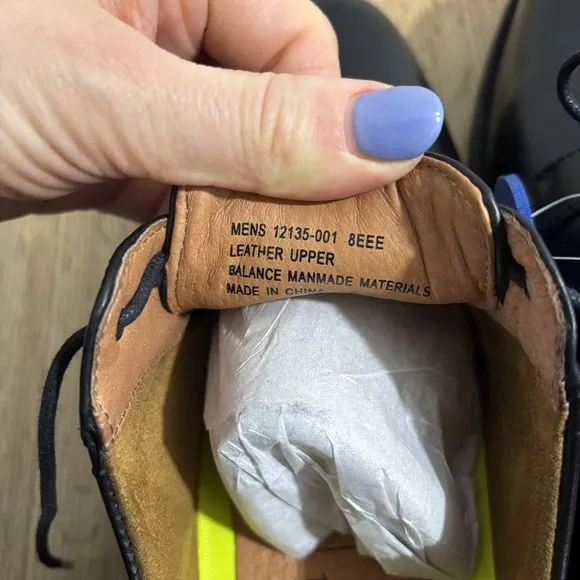 MENS 12135-001 8EEE
LEATHER UPPER
BALANCE MANMADE MATERIALS
MADE IN CHINA